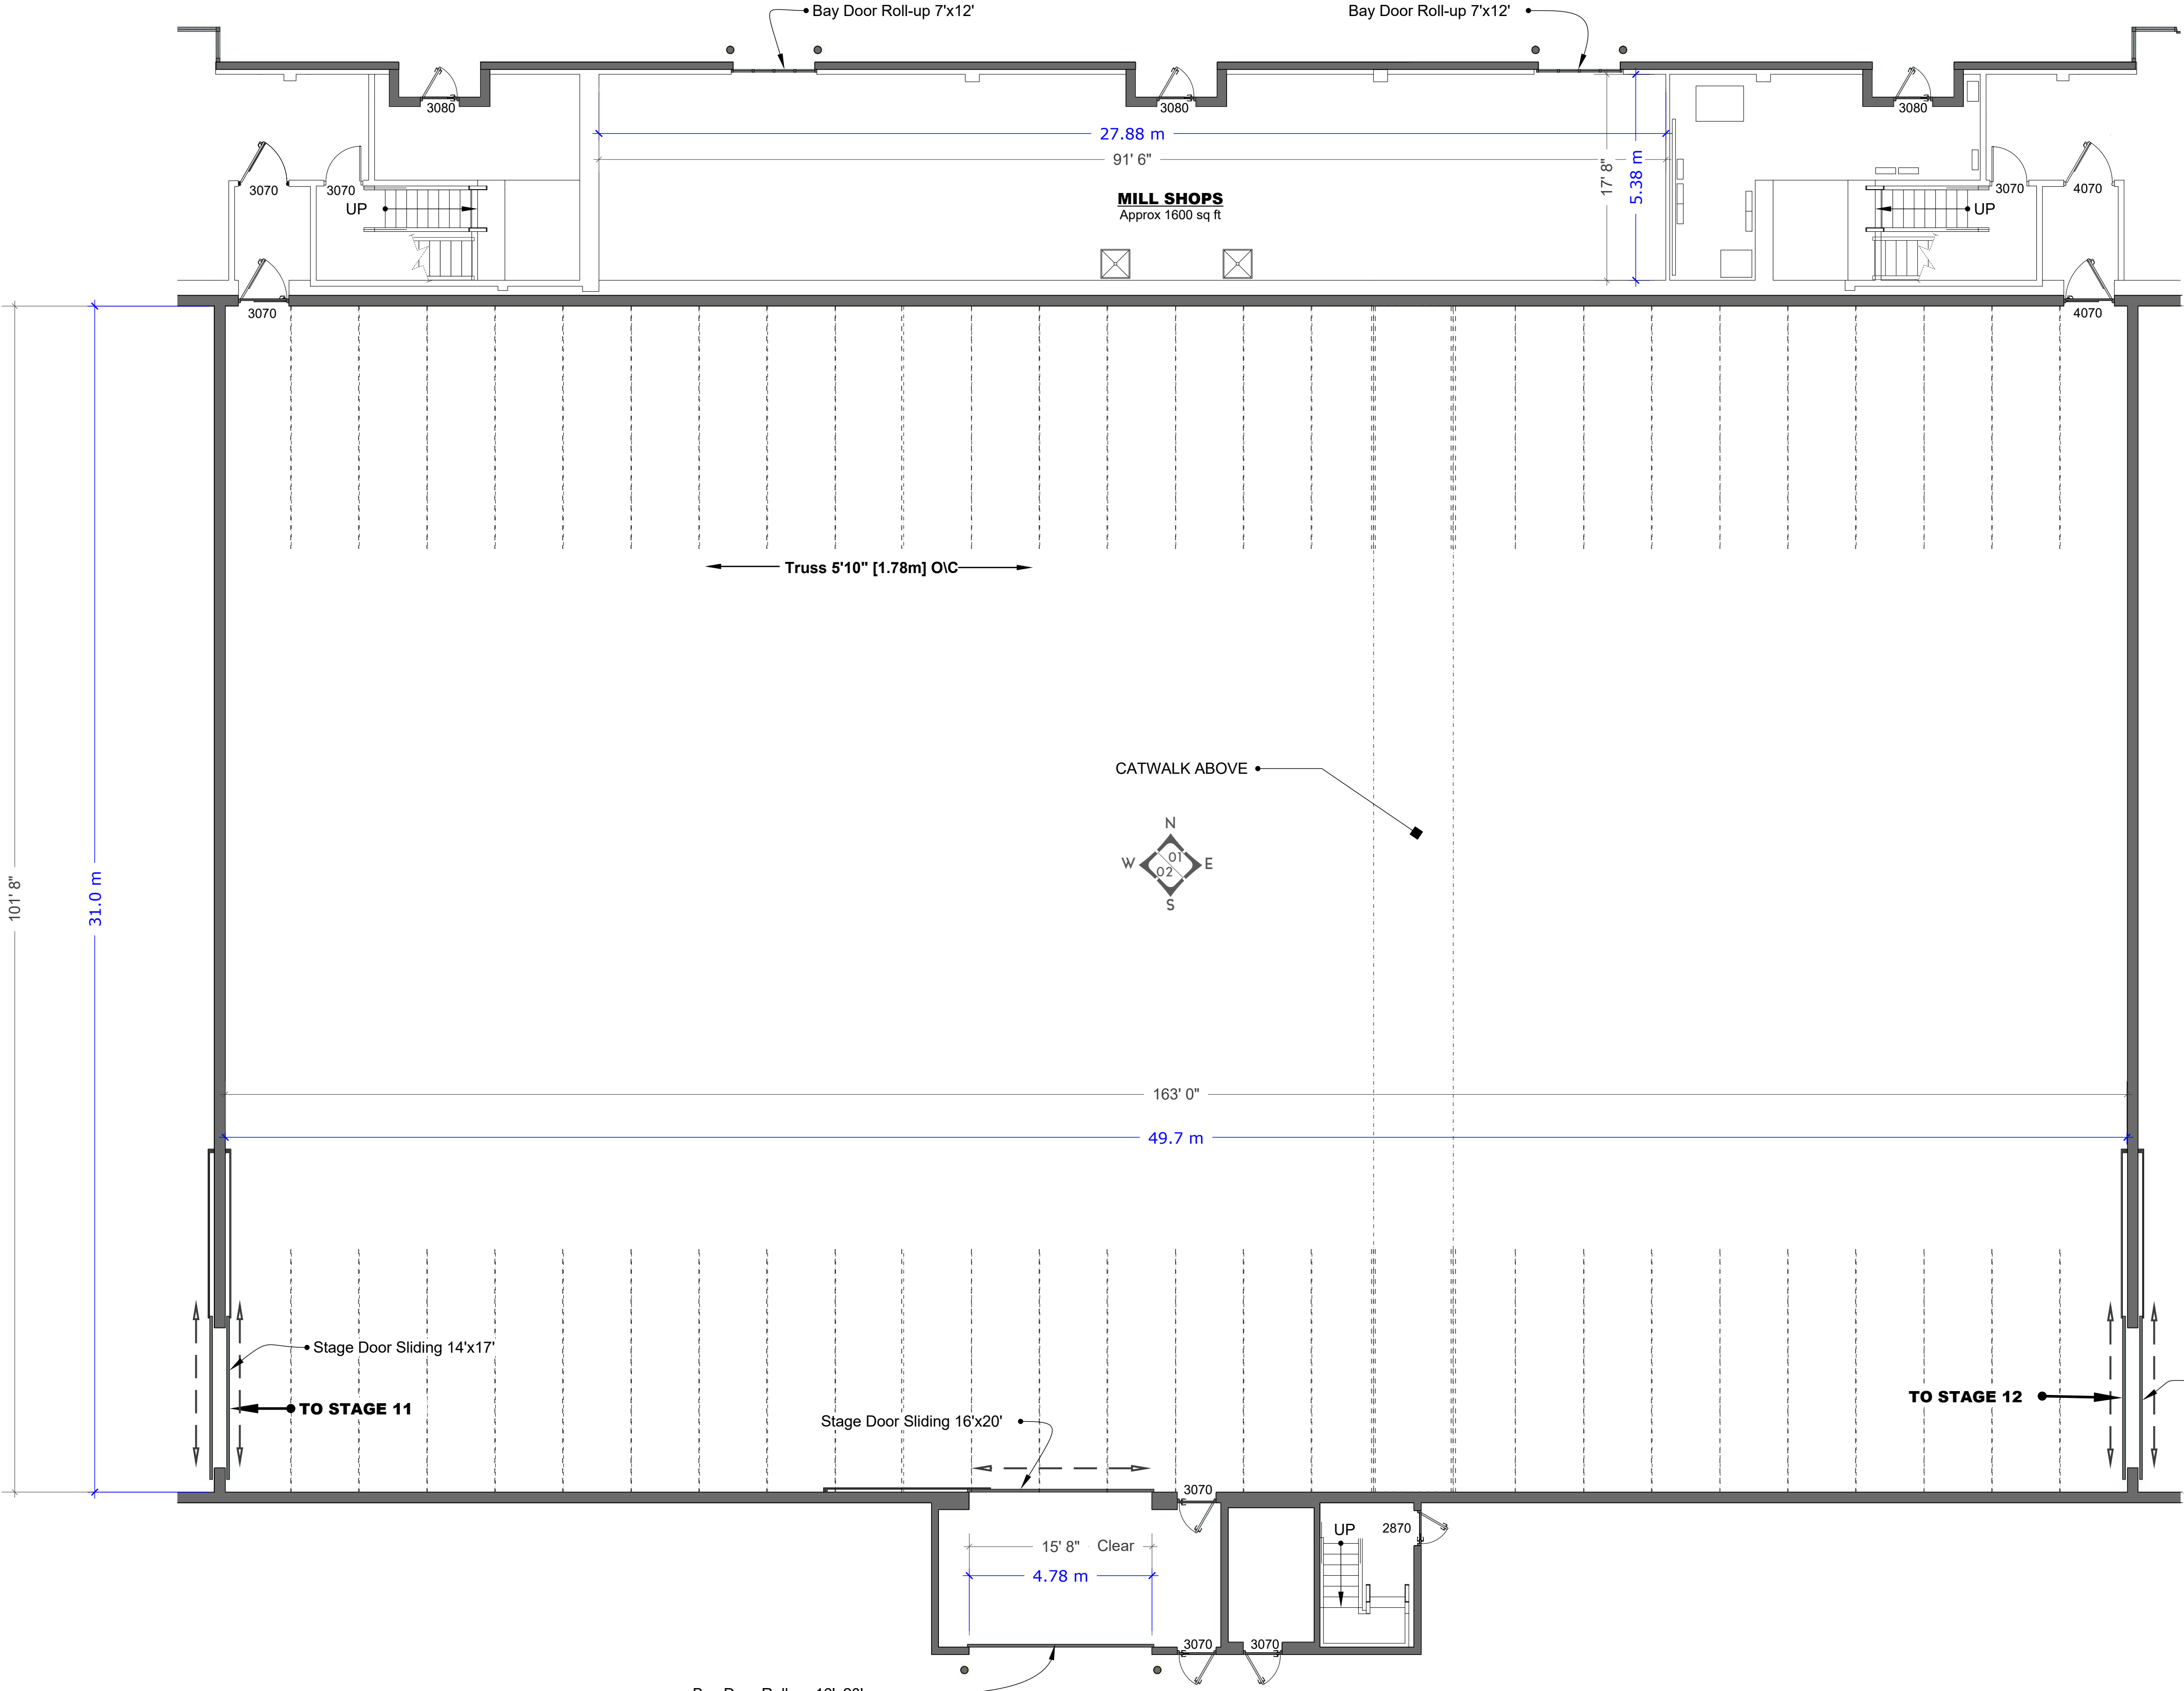 Bay Door Roll-up 7'x12'
Bay Door Roll-up 7'x12'
3080
3080
3080
27.88 m
91' 6"
17' 8"
5.38 m
MILL SHOPS
Approx 1600 sq ft
3070
3070
UP
3070
4070
UP
3070
4070
Truss 5'10" [1.78m] O\C
CATWALK ABOVE
N
W
01
02
E
S
101' 8"
31.0 m
163' 0"
49.7 m
Stage Door Sliding 14'x17'
TO STAGE 11
TO STAGE 12
Stage Door Sliding 16'x20'
3070
UP
2870
15' 8" Clear
4.78 m
3070
3070